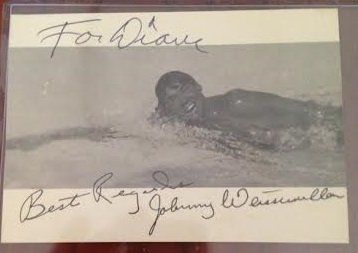 For Diane
Best Regards
Johnny Weissmuller